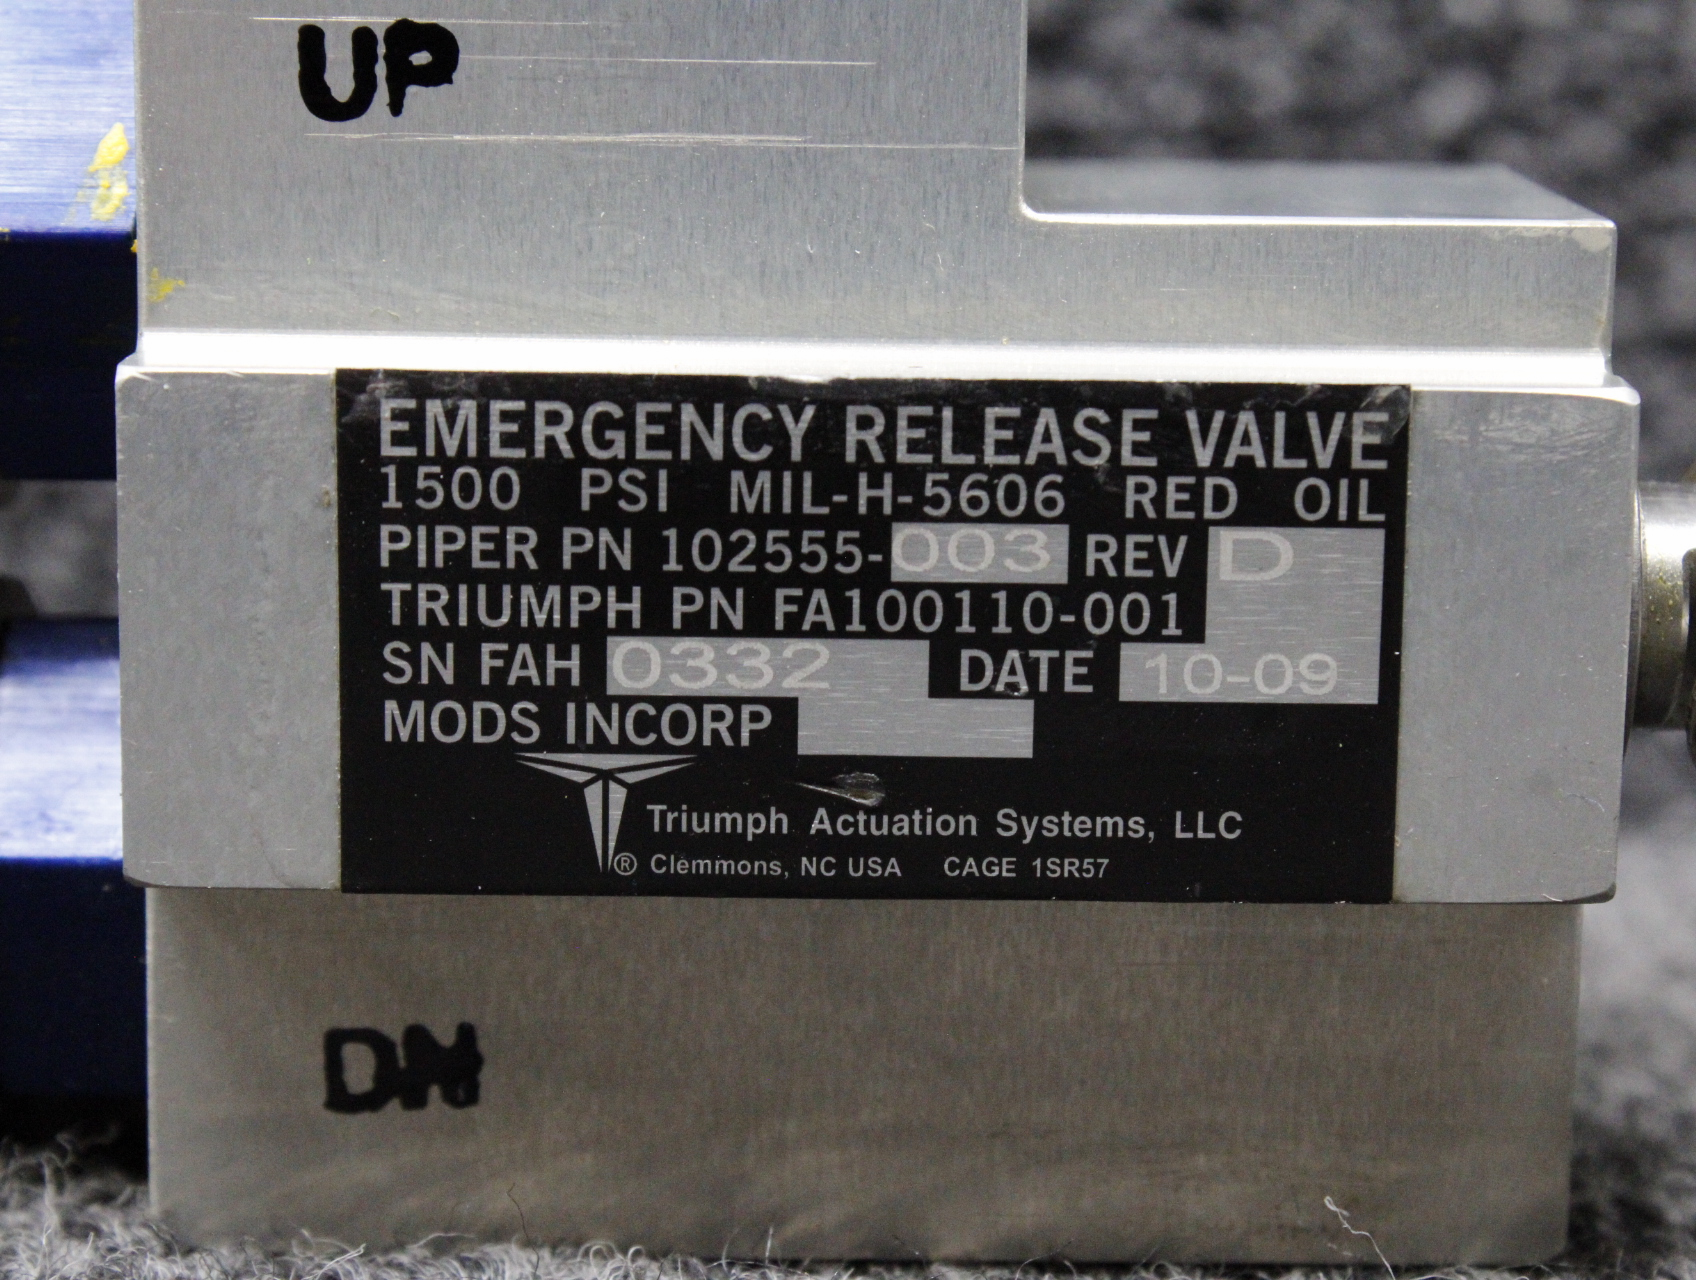 UP
EMERGENCY RELEASE VALVE
1500 PSI MIL-H-5606 RED OIL
PIPER PN 102555-003 REV D
TRIUMPH PN FA100110-001
SN FAH 0332 DATE 10-09
MODS INCORP
Triumph Actuation Systems, LLC
® Clemmons, NC USA CAGE 1SR57
DN